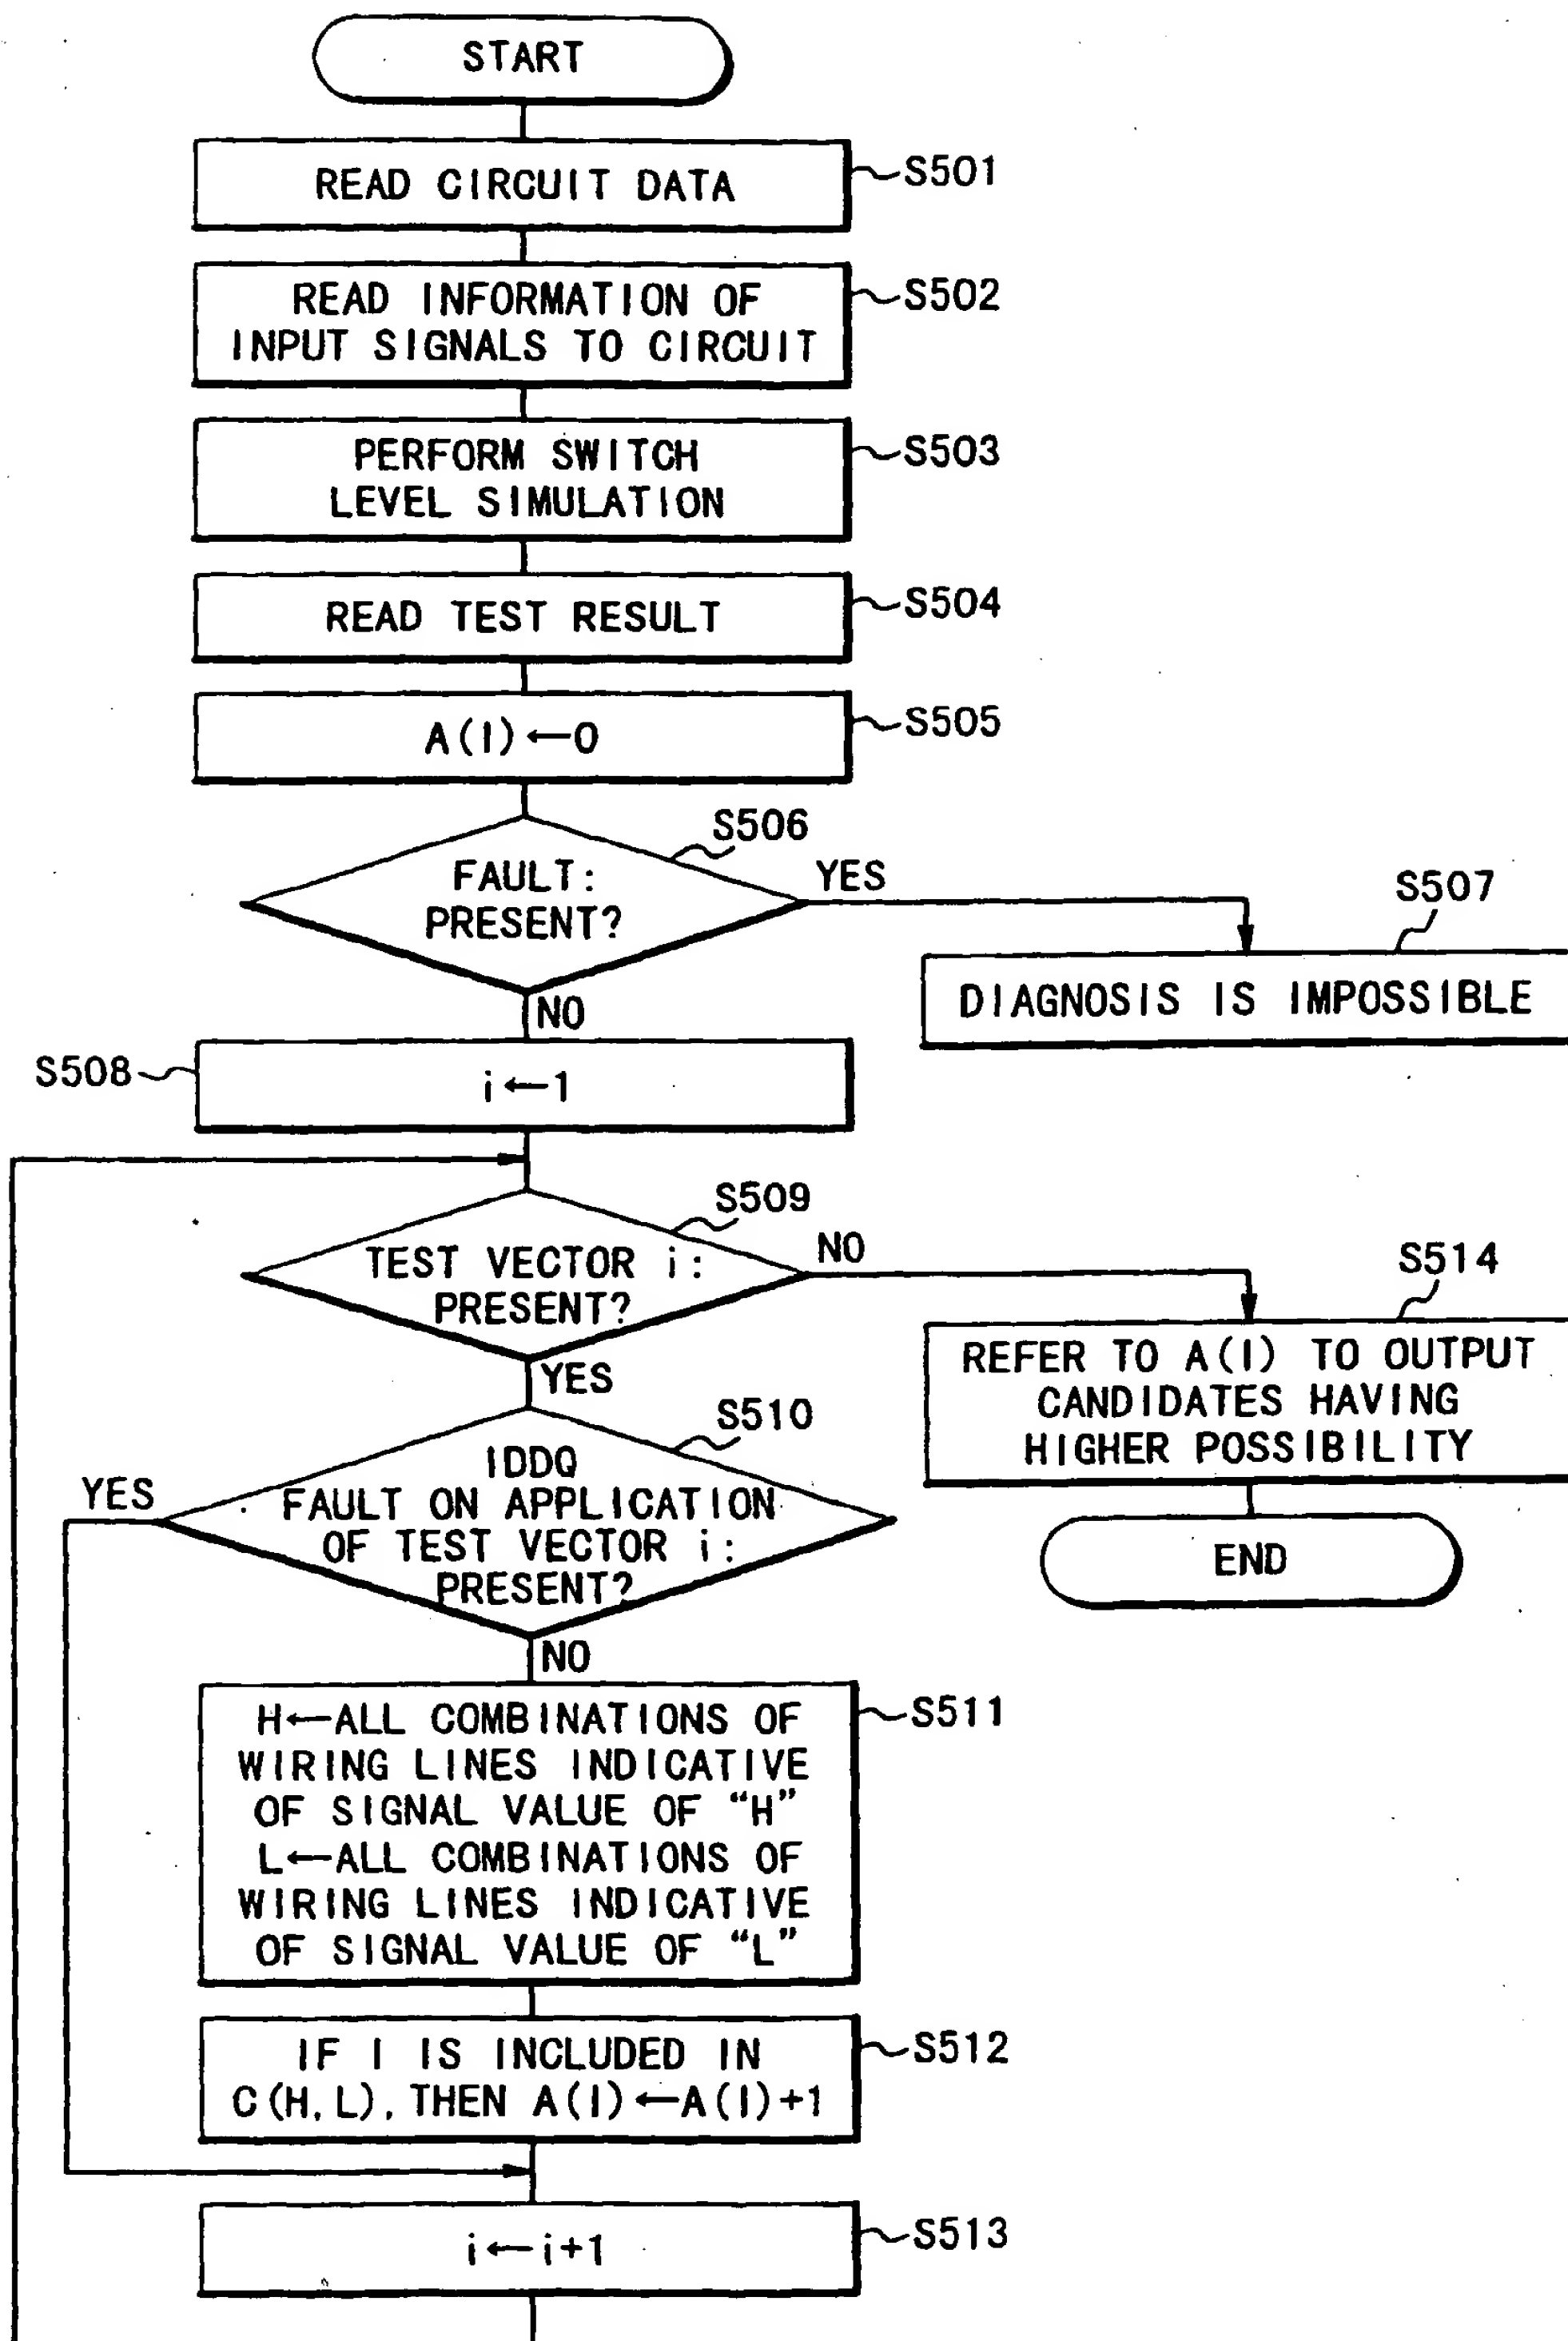 START
READ CIRCUIT DATA
S501
READ INFORMATION OF
INPUT SIGNALS TO CIRCUIT
S502
PERFORM SWITCH
LEVEL SIMULATION
S503
READ TEST RESULT
S504
A(I)←0
S505
FAULT:
PRESENT?
S506
YES
NO
S507
DIAGNOSIS IS IMPOSSIBLE
S508
i←1
TEST VECTOR i:
PRESENT?
S509
NO
YES
S514
REFER TO A(I) TO OUTPUT
CANDIDATES HAVING
HIGHER POSSIBILITY
END
S510
IDDQ
FAULT ON APPLICATION
OF TEST VECTOR i:
PRESENT?
YES
NO
H←ALL COMBINATIONS OF
WIRING LINES INDICATIVE
OF SIGNAL VALUE OF “H”
L←ALL COMBINATIONS OF
WIRING LINES INDICATIVE
OF SIGNAL VALUE OF “L”
S511
IF I IS INCLUDED IN
C(H,L), THEN A(I)←A(I)+1
S512
i←i+1
S513